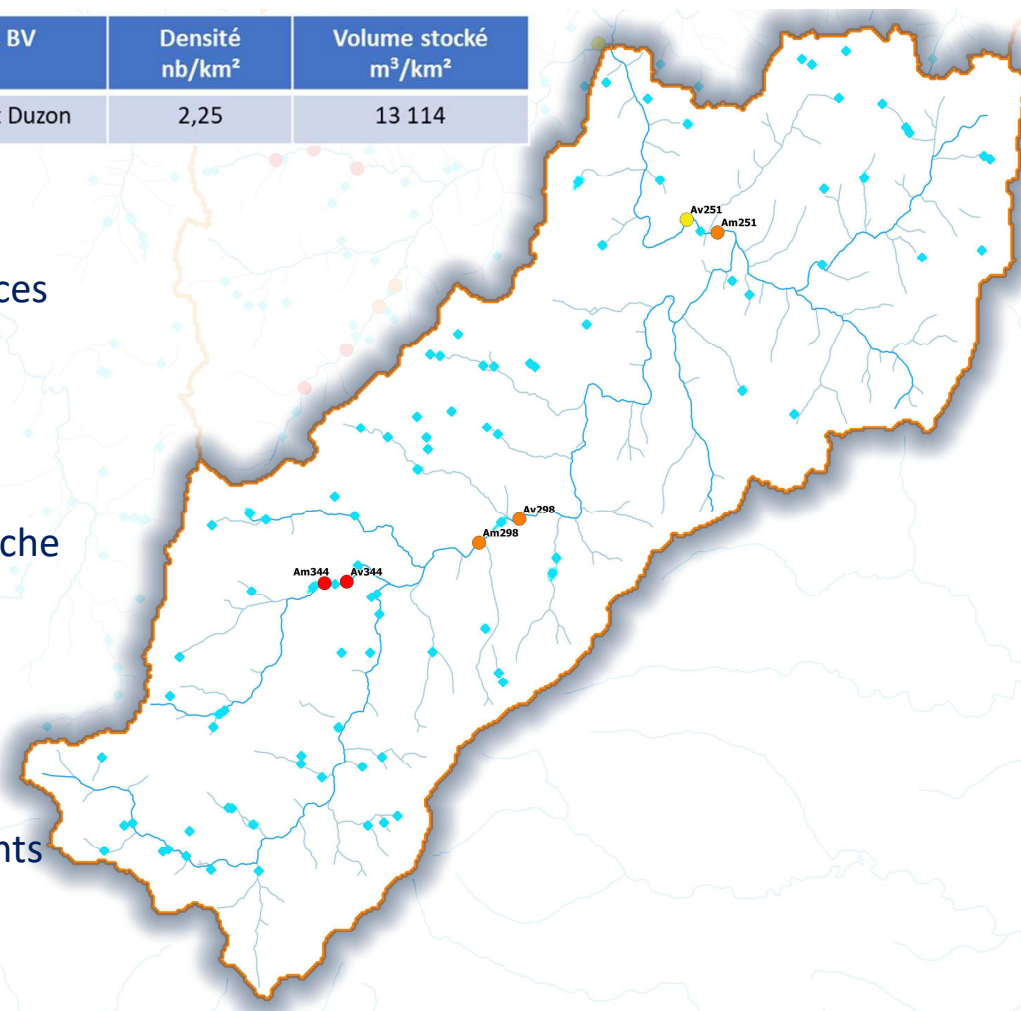 BV Densité Volume stocké
nb/km² m³/km²
Duzon 2,25 13 114
Av251
Am251
ces
Av298
Am298
che
Am344 Av344
nts